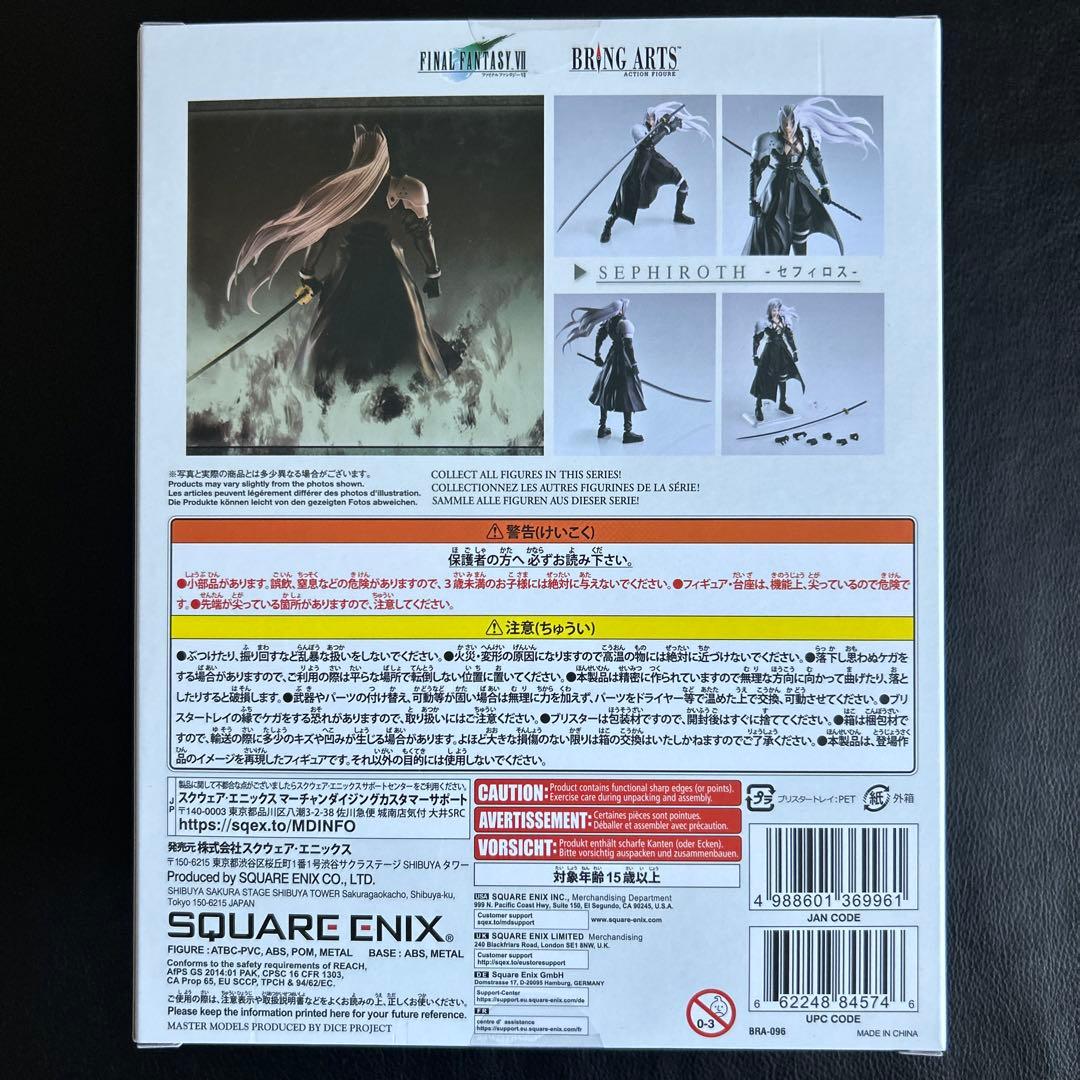 FINAL FANTASY VII
ファイナルファンタジーVII
BRING ARTS™
ACTION FIGURE
SEPHIROTH -セフィロス-
※写真と実際の商品とは多少異なる場合がございます。
Products may vary slightly from the photos shown.
Les articles peuvent légèrement différer des photos d'illustration.
Die Produkte können leicht von den gezeigten Fotos abweichen.
COLLECT ALL FIGURES IN THIS SERIES!
COLLECTIONNEZ LES AUTRES FIGURINES DE LA SÉRIE!
SAMMLE ALLE FIGUREN AUS DIESER SERIE!
⚠警告(けいこく)
保護者の方へ 必ずお読み下さい。
●小部品があります。誤飲、窒息などの危険がありますので、3歳未満のお子様には絶対に与えないでください。●フィギュア・台座は、機能上、尖っているので危険で
す。●先端が尖っている箇所がありますので、注意してください。
⚠注意(ちゅうい)
●ぶつけたり、振り回すなど乱暴な扱いをしないでください。●火災・変形の原因になりますので高温の物には絶対に近づけないでください。●落下し思わぬケガを
する場合がありますので、ご利用の際は平らな場所で転倒しない位置に置いてください。●本製品は精密に作られていますので無理な方向に向かって曲げたり、落と
したりすると破損します。●武器やパーツの付け替え、可動などが固い場合は無理に力を加えず、パーツをドライヤー等で温めた上で交換、可動させてください。●ブリ
スタートレイの縁でケガをする恐れがありますので、取り扱いにはご注意ください。●ブリスターは包装材ですので、開封後はすぐに捨ててください。●箱は梱包材で
すので、輸送の際に多少のキズや凹みが生じる場合があります。よほど大きな損傷のない限りは箱の交換はいたしかねますのでご了承ください。●本製品は、登場作
品のイメージを再現したフィギュアです。それ以外の目的には使用しないでください。
JP
製品に関して不都合な点がございましたらスクウェア・エニックスサポートセンターをご利用ください。
スクウェア・エニックス マーチャンダイジングカスタマーサポート
〒140-0003 東京都品川区八潮3-2-38 佐川急便 城南店気付 大井SRC
https://sqex.to/MDINFO
発売元 株式会社スクウェア・エニックス
〒150-6215 東京都渋谷区桜丘町1番1号渋谷サクラステージ SHIBUYA タワー
Produced by SQUARE ENIX CO., LTD.
SHIBUYA SAKURA STAGE SHIBUYA TOWER Sakuragaokacho, Shibuya-ku,
Tokyo 150-6215 JAPAN
SQUARE ENIX®
FIGURE : ATBC-PVC, ABS, POM, METAL BASE : ABS, METAL
Conforms to the safety requirements of REACH,
AfPS GS 2014:01 PAK, CPSC 16 CFR 1303,
CA Prop 65, EU SCCP, TPCH & 94/62/EC.
ご使用の際は、注意表示や取扱説明書などをよくお読みの上、正しくお使いください。
Please keep the information printed here for your future reference.
MASTER MODELS PRODUCED BY DICE PROJECT
CAUTION: Product contains functional sharp edges (or points).
Exercise care during unpacking and assembly.
AVERTISSEMENT: Certaines pièces sont pointues.
Déballer et assembler avec précaution.
VORSICHT: Produkt enthält scharfe Kanten (oder Ecken).
Bitte vorsichtig auspacken und zusammenbauen.
対象年齢15歳以上
USA SQUARE ENIX INC., Merchandising Department
999 N. Pacific Coast Hwy, Suite 150, El Segundo, CA 90245, U.S.A.
Customer support
sqex.to/mdsupport
www.square-enix.com
UK SQUARE ENIX LIMITED Merchandising
240 Blackfriars Road, London SE1 8NW, U.K.
Customer support
http://sqex.to/eustoresupport
DE Square Enix GmbH
Domstrasse 17, D-20095 Hamburg, GERMANY
Support-Center
https://support.eu.square-enix.com/de
FR
centre d' assistance
https://support.eu.square-enix.com/fr
プラ ブリスタートレイ:PET 紙 外箱
4 988601 369961
JAN CODE
6 62248 84574 6
UPC CODE
0-3
BRA-096
MADE IN CHINA